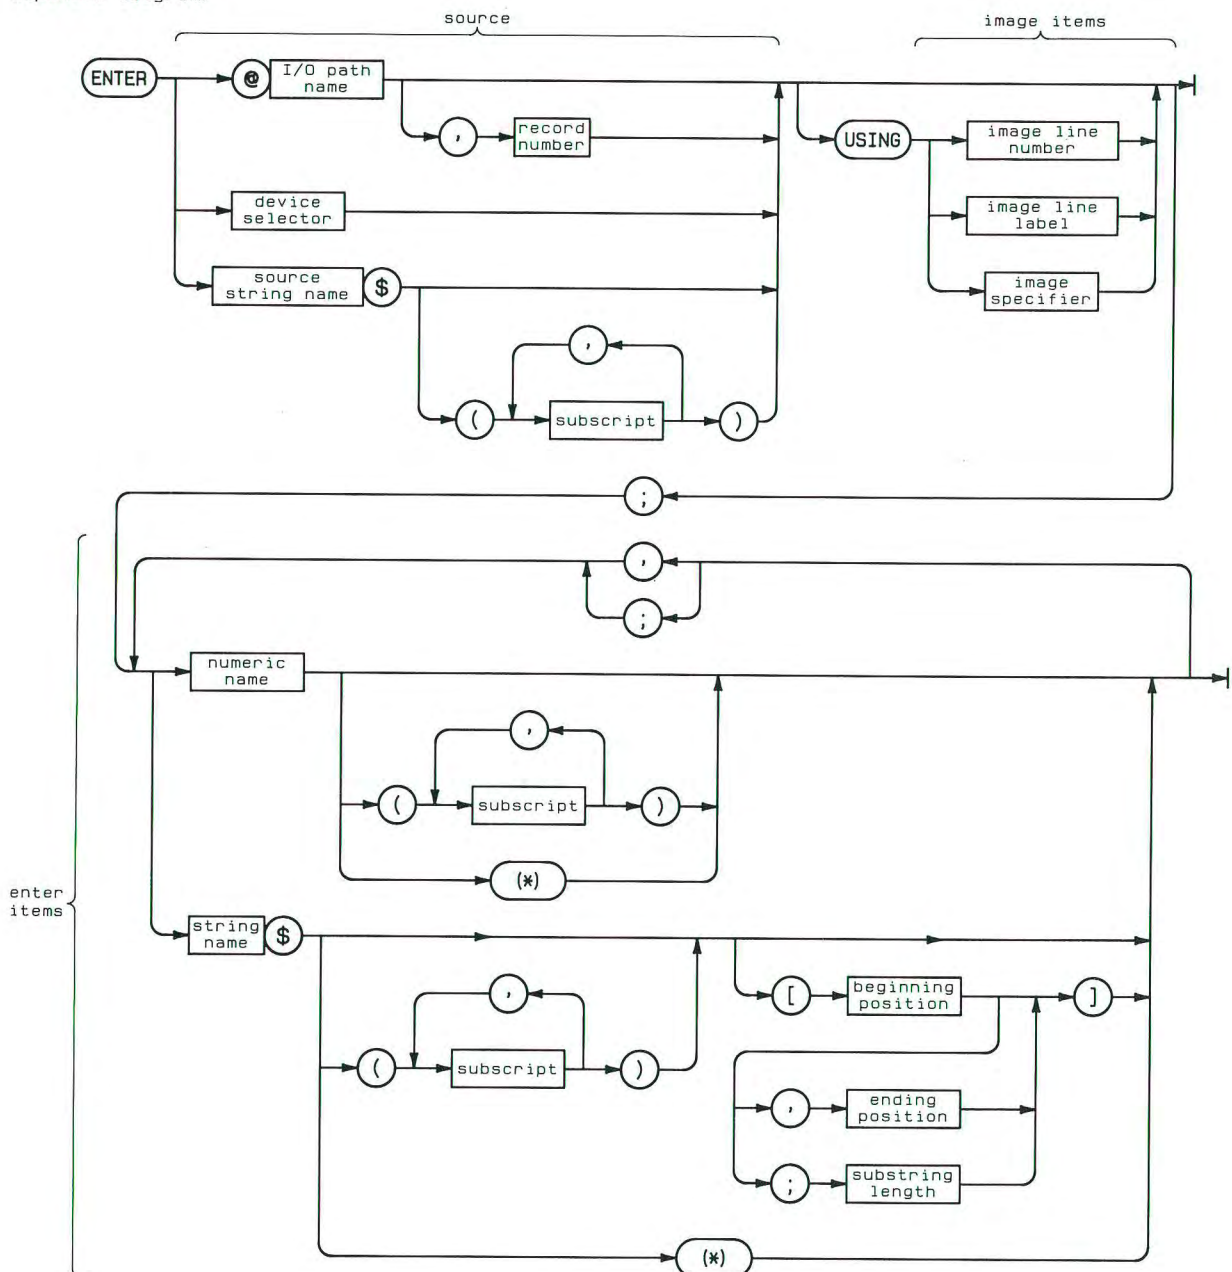 source
image items
ENTER
@
I/O path
name
,
record
number
USING
image line
number
device
selector
image line
label
source
string name
$
image
specifier
,
(
subscript
)
;
,
;
numeric
name
,
(
subscript
)
(*)
enter
items
string
name
$
,
(
subscript
)
[
beginning
position
]
,
ending
position
;
substring
length
(*)